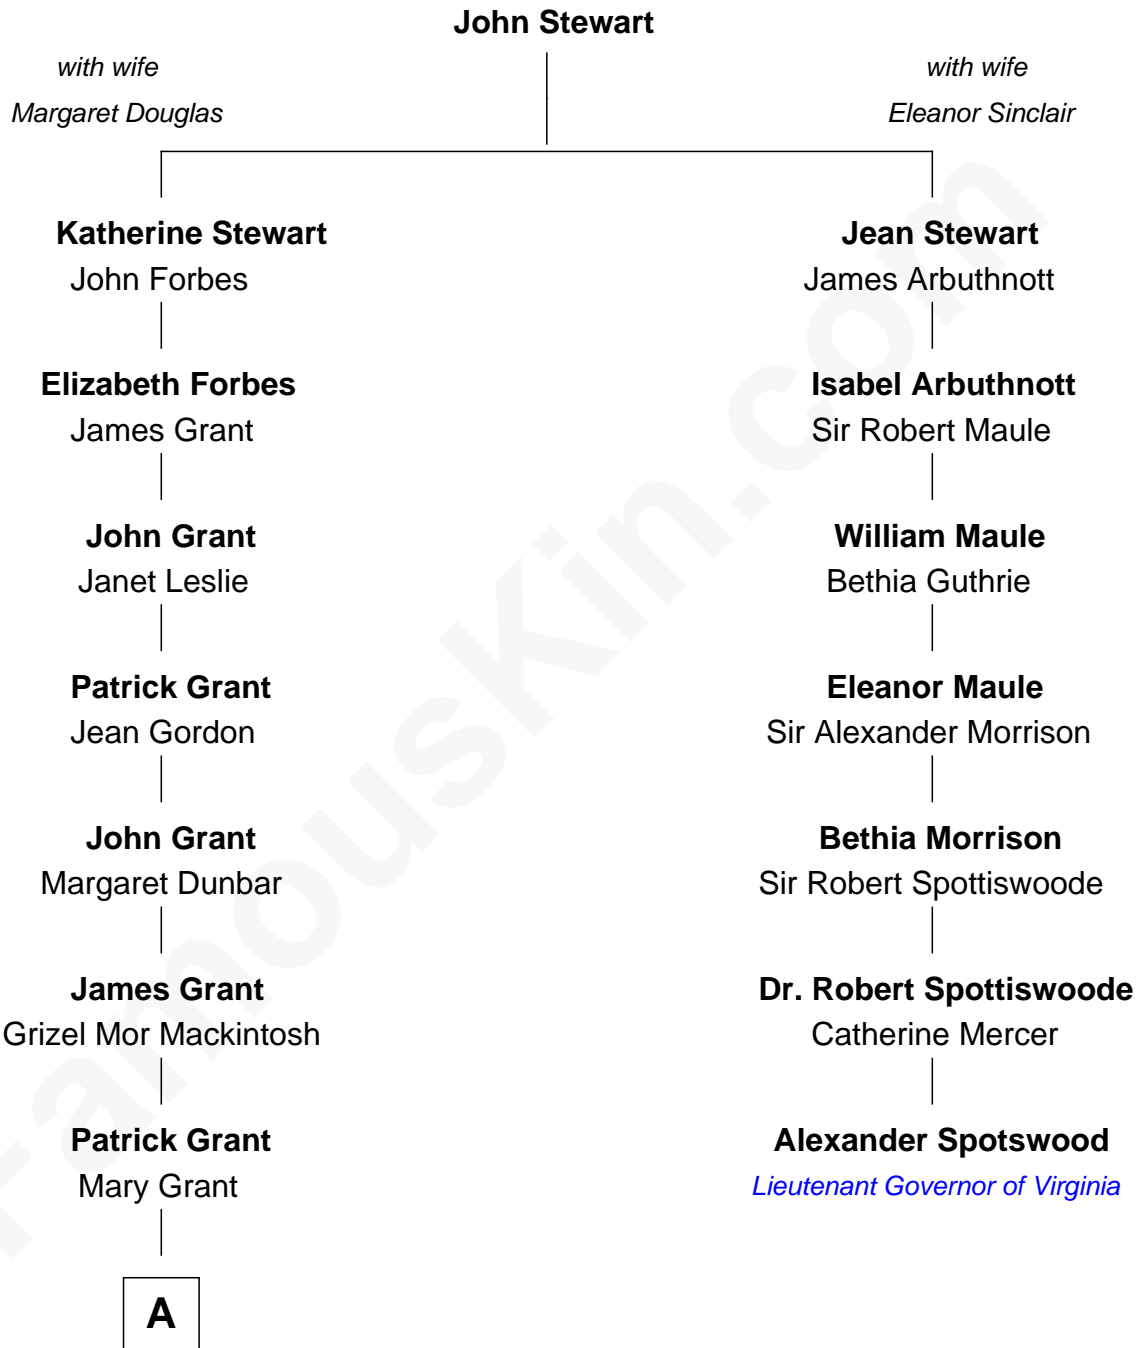 John Stewart
with wife
Margaret Douglas
with wife
Eleanor Sinclair
Katherine Stewart
John Forbes
Jean Stewart
James Arbuthnott
Elizabeth Forbes
James Grant
Isabel Arbuthnott
Sir Robert Maule
John Grant
Janet Leslie
William Maule
Bethia Guthrie
Patrick Grant
Jean Gordon
Eleanor Maule
Sir Alexander Morrison
John Grant
Margaret Dunbar
Bethia Morrison
Sir Robert Spottiswoode
James Grant
Grizel Mor Mackintosh
Dr. Robert Spottiswoode
Catherine Mercer
Patrick Grant
Mary Grant
Alexander Spotswood
Lieutenant Governor of Virginia
A
FamousKin.com